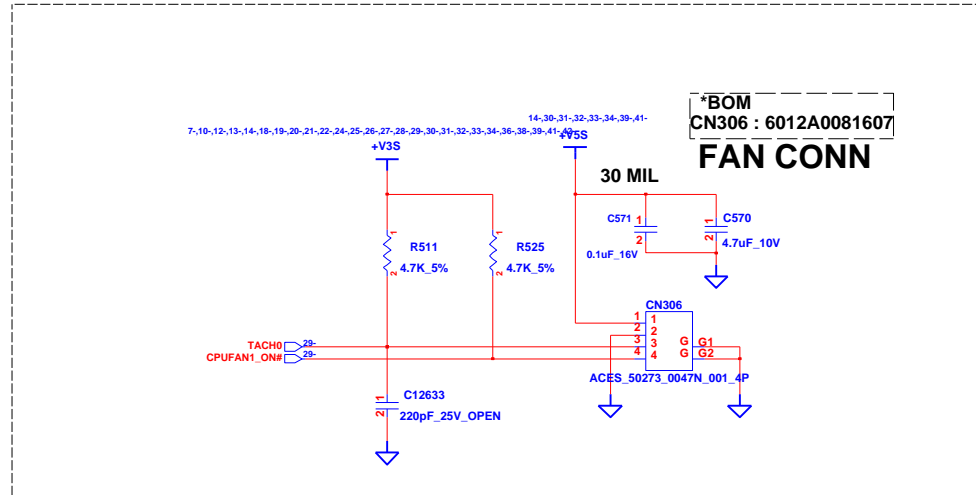 *BOM
CN306 : 6012A0081607
FAN CONN
14-,30-,31-,32-,33-,34-,39-,41-
7-,10-,12-,13-,14-,18-,19-,20-,21-,22-,24-,25-,26-,27-,28-,29-,30-,31-,32-,33-,34-,36-,38-,39-,41-,42-
+V3S
+V5S
30 MIL
1
R511
4.7K_5%
2
1
R525
4.7K_5%
2
C571
1
2
0.1uF_16V
1
2
C570
4.7uF_10V
CN306
1 1
2 2
3 3 G G1
4 4 G G2
ACES_50273_0047N_001_4P
TACH0 29-
CPUFAN1_ON# 29-
1
2
C12633
220pF_25V_OPEN